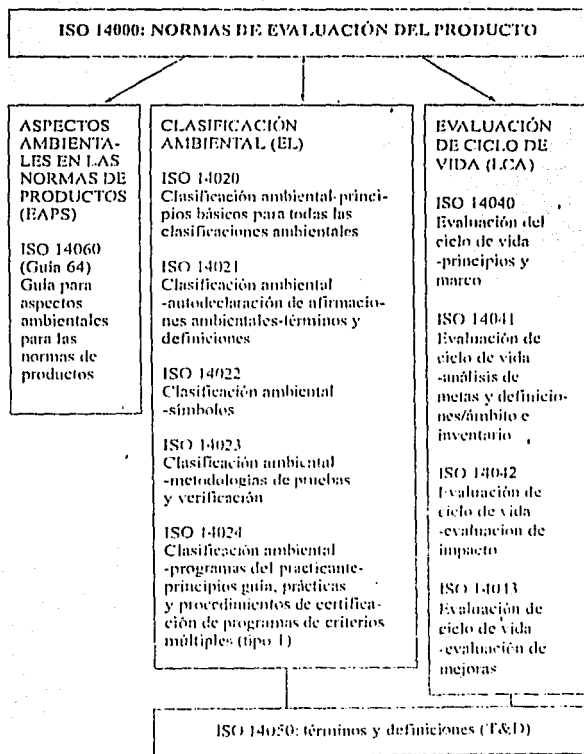 ISO 14000: NORMAS DE EVALUACIÓN DEL PRODUCTO
ASPECTOS
AMBIENTA-
LES EN LAS
NORMAS DE
PRODUCTOS
(EAPS)
ISO 14060
(Guía 64)
Guía para
aspectos
ambientales
para las
normas de
productos
CLASIFICACIÓN
AMBIENTAL (EL)
ISO 14020
Clasificación ambiental-princi-
pios básicos para todas las
clasificaciones ambientales
ISO 14021
Clasificación ambiental
-autodeclaración de afirmacio-
nes ambientales-términos y
definiciones
ISO 14022
Clasificación ambiental
-símbolos
ISO 14023
Clasificación ambiental
-metodologías de pruebas
y verificación
ISO 14024
Clasificación ambiental
-programas del practicante-
principios guía, prácticas
y procedimientos de certifica-
ción de programas de criterios
múltiples (tipo 1)
EVALUACIÓN
DE CICLO DE
VIDA (LCA)
ISO 14040
Evaluación del
ciclo de vida
-principios y
marco
ISO 14041
Evaluación de
ciclo de vida
-análisis de
metas y definicio-
nes/ámbito e
inventario
ISO 14042
Evaluación de
ciclo de vida
-evaluacion de
impacto
ISO 14043
Evaluación de
ciclo de vida
-evaluación de
mejoras
ISO 14050: términos y definiciones (T&D)